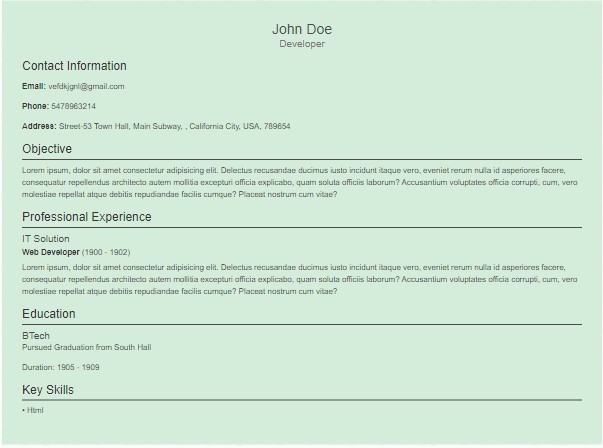 John Doe
Developer
Contact Information
Email: vefdkjgnl@gmail.com
Phone: 5478963214
Address: Street-53 Town Hall, Main Subway, , California City, USA, 789654
Objective
Lorem ipsum, dolor sit amet consectetur adipisicing elit. Delectus recusandae ducimus iusto incidunt itaque vero, eveniet rerum nulla id asperiores facere,
consequatur repellendus architecto autem mollitia excepturi officia explicabo, quam soluta officiis laborum? Accusantium voluptates officia corrupti, cum, vero
molestiae repellat atque debitis repudiandae facilis cumque? Placeat nostrum cum vitae?
Professional Experience
IT Solution
Web Developer (1900 - 1902)
Lorem ipsum, dolor sit amet consectetur adipisicing elit. Delectus recusandae ducimus iusto incidunt itaque vero, eveniet rerum nulla id asperiores facere,
consequatur repellendus architecto autem mollitia excepturi officia explicabo, quam soluta officiis laborum? Accusantium voluptates officia corrupti, cum, vero
molestiae repellat atque debitis repudiandae facilis cumque? Placeat nostrum cum vitae?
Education
BTech
Pursued Graduation from South Hall
Duration: 1905 - 1909
Key Skills
• Html